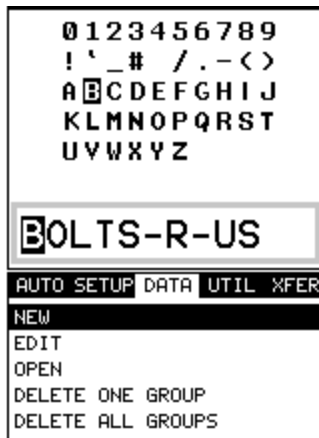 0123456789
!`_# /.-<>
ABCDEFGHIJ
KLMNOPQRST
UVWXYZ
BOLTS-R-US
AUTO SETUP DATA UTIL XFER
NEW
EDIT
OPEN
DELETE ONE GROUP
DELETE ALL GROUPS